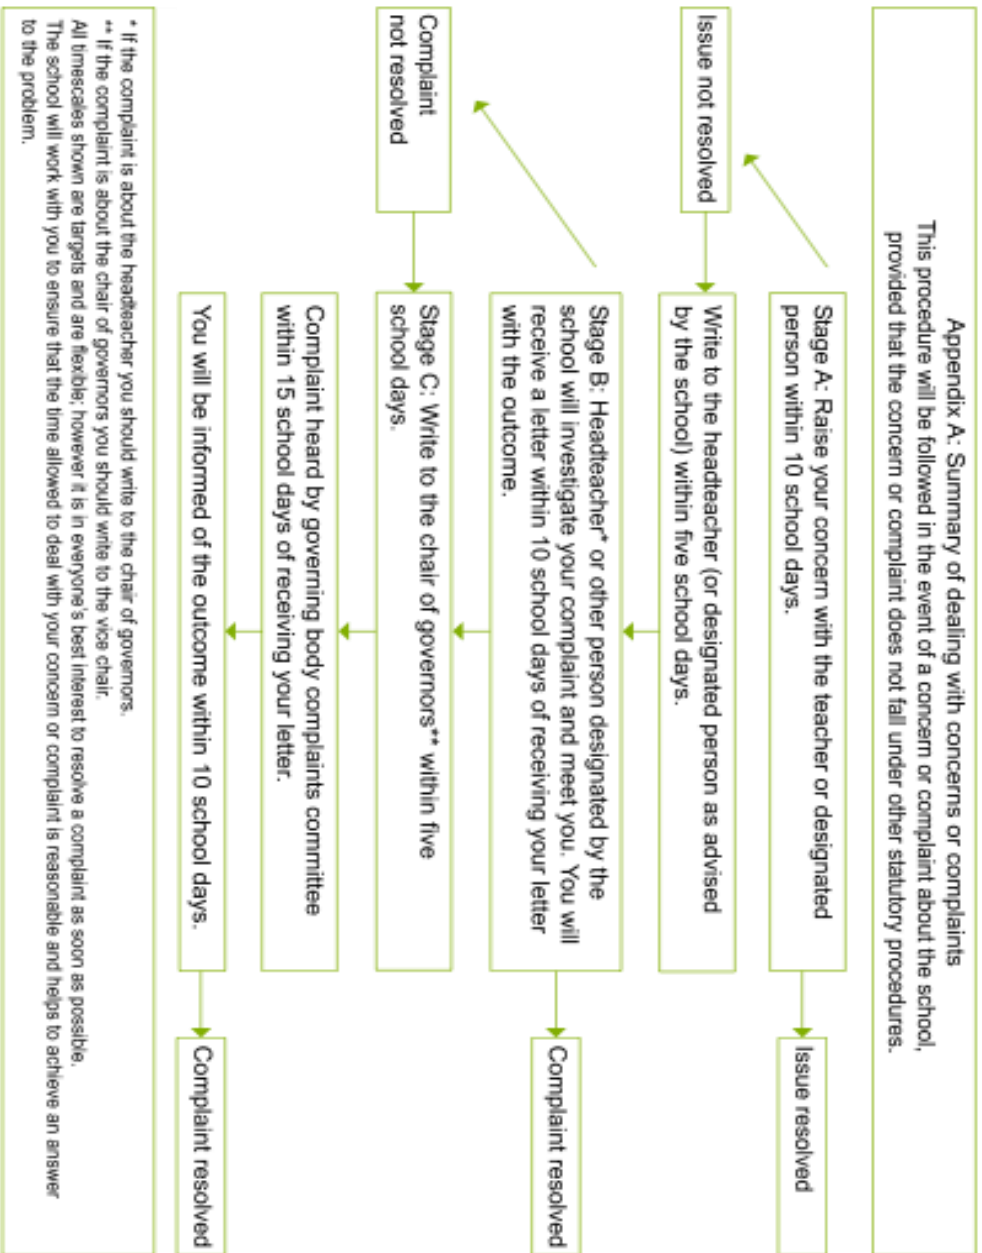 Appendix A: Summary of dealing with concerns or complaints
This procedure will be followed in the event of a concern or complaint about the school,
provided that the concern or complaint does not fall under other statutory procedures.
Stage A: Raise your concern with the teacher or designated
person within 10 school days.
Issue resolved
Issue not resolved
Write to the headteacher (or designated person as advised
by the school) within five school days.
Stage B: Headteacher* or other person designated by the
school will investigate your complaint and meet you. You will
receive a letter within 10 school days of receiving your letter
with the outcome.
Complaint resolved
Complaint
not resolved
Stage C: Write to the chair of governors** within five
school days.
Complaint heard by governing body complaints committee
within 15 school days of receiving your letter.
You will be informed of the outcome within 10 school days.
Complaint resolved
* If the complaint is about the headteacher you should write to the chair of governors.
** If the complaint is about the chair of governors you should write to the vice chair.
All timescales shown are targets and are flexible; however it is in everyone's best interest to resolve a complaint as soon as possible.
The school will work with you to ensure that the time allowed to deal with your concern or complaint is reasonable and helps to achieve an answer
to the problem.